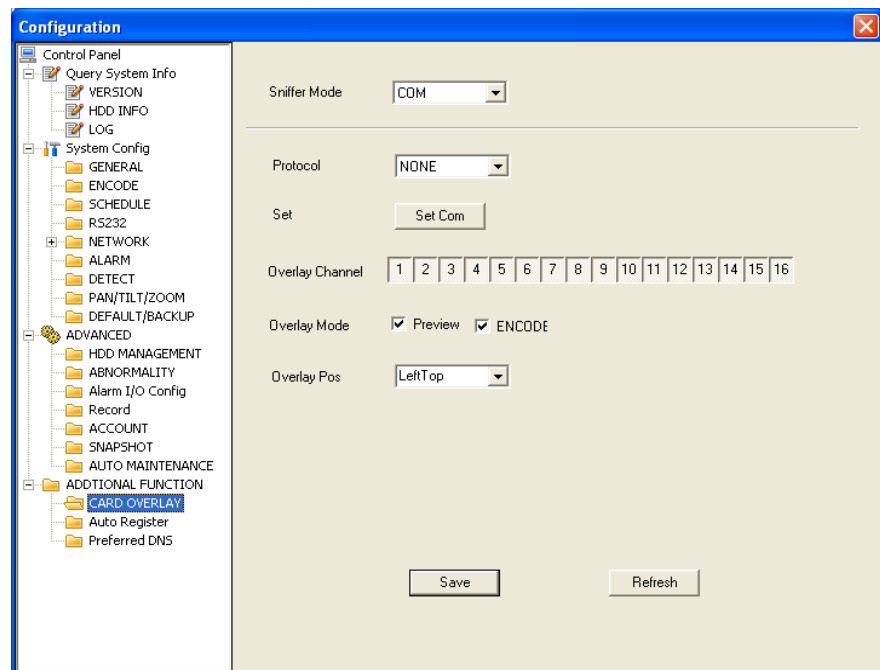 Configuration
Control Panel
Query System Info
VERSION
HDD INFO
LOG
System Config
GENERAL
ENCODE
SCHEDULE
RS232
NETWORK
ALARM
DETECT
PAN/TILT/ZOOM
DEFAULT/BACKUP
ADVANCED
HDD MANAGEMENT
ABNORMALITY
Alarm I/O Config
Record
ACCOUNT
SNAPSHOT
AUTO MAINTENANCE
ADDTIONAL FUNCTION
CARD OVERLAY
Auto Register
Preferred DNS
Sniffer Mode COM
Protocol NONE
Set Set Com
Overlay Channel 1 2 3 4 5 6 7 8 9 10 11 12 13 14 15 16
Overlay Mode Preview ENCODE
Overlay Pos LeftTop
Save Refresh